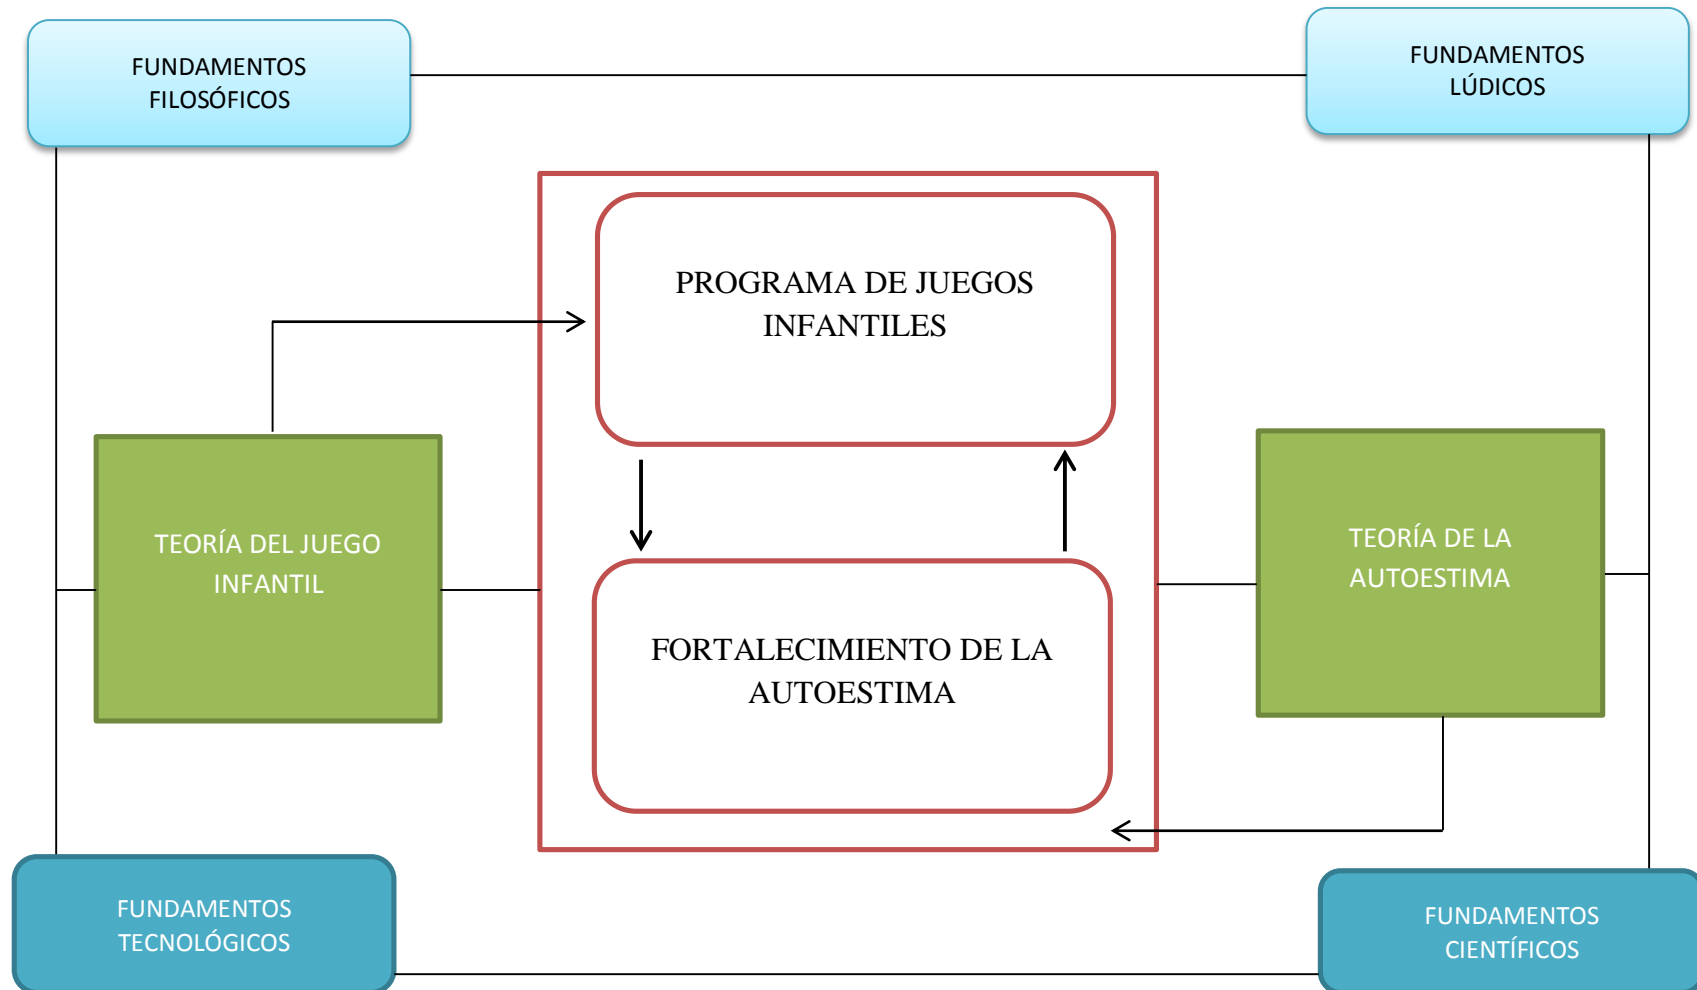 FUNDAMENTOS
FILOSÓFICOS
FUNDAMENTOS
LÚDICOS
PROGRAMA DE JUEGOS
INFANTILES
TEORÍA DEL JUEGO
INFANTIL
TEORÍA DE LA
AUTOESTIMA
FORTALECIMIENTO DE LA
AUTOESTIMA
FUNDAMENTOS
TECNOLÓGICOS
FUNDAMENTOS
CIENTÍFICOS